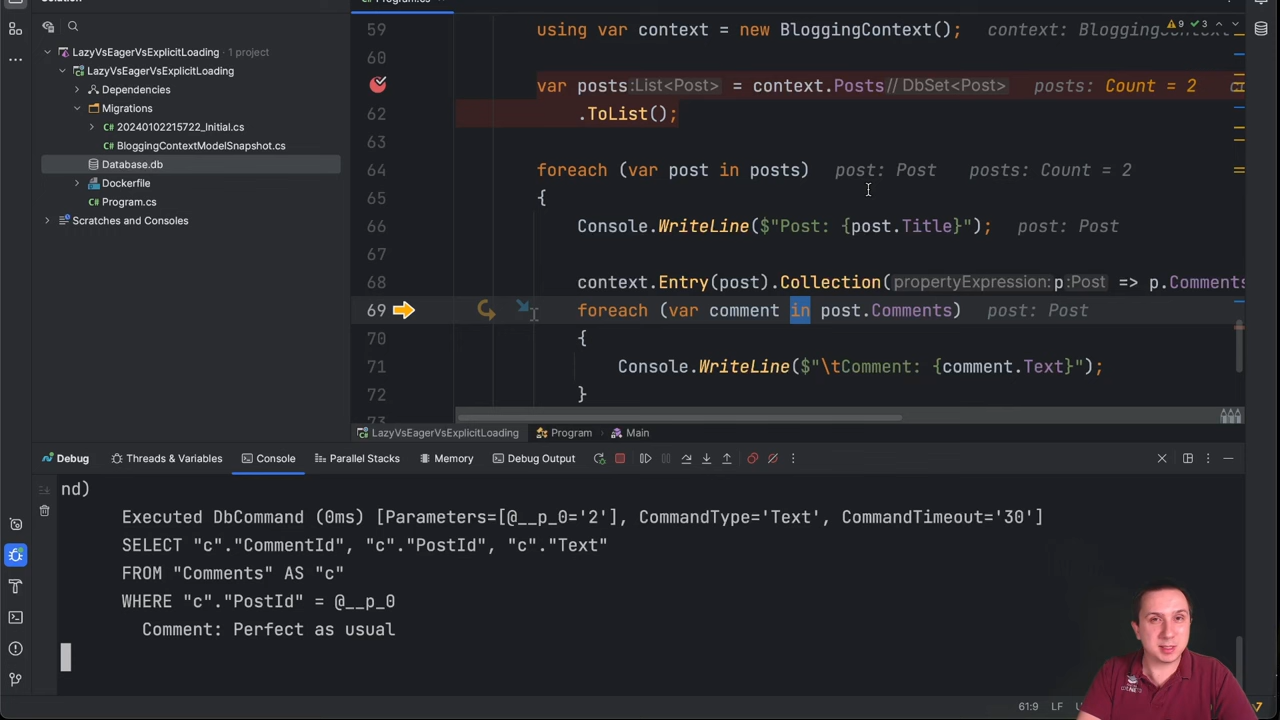 LazyVsEagerVsExplicitLoading 1 project
LazyVsEagerVsExplicitLoading
Dependencies
Migrations
C# 20240102215722_Initial.cs
C# BloggingContextModelSnapshot.cs
Database.db
Dockerfile
C# Program.cs
Scratches and Consoles
9 3
59 using var context = new BloggingContext(); context: BloggingContext
60
var posts:List<Post> = context.Posts// DbSet<Post> posts: Count = 2
62 .ToList();
63
64 foreach (var post in posts) post: Post posts: Count = 2
65 {
66 Console.WriteLine($"Post: {post.Title}"); post: Post
67
68 context.Entry(post).Collection( propertyExpression: p:Post => p.Comments
69 foreach (var comment in post.Comments) post: Post
70 {
71 Console.WriteLine($"\tComment: {comment.Text}");
72 }
C# LazyVsEagerVsExplicitLoading Program Main
Debug Threads & Variables Console Parallel Stacks Memory Debug Output
nd)
Executed DbCommand (0ms) [Parameters=[@__p_0='2'], CommandType='Text', CommandTimeout='30']
SELECT "c"."CommentId", "c"."PostId", "c"."Text"
FROM "Comments" AS "c"
WHERE "c"."PostId" = @__p_0
Comment: Perfect as usual
61:9 LF